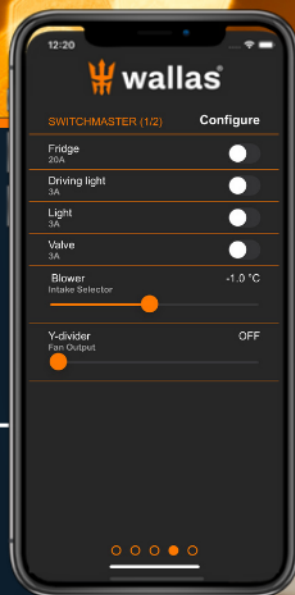 12:20
wallas
SWITCHMASTER (1/2) Configure
Fridge
20A
Driving light
3A
Light
3A
Valve
3A
Blower -1.0 °C
Intake Selector
Y-divider OFF
Fan Output